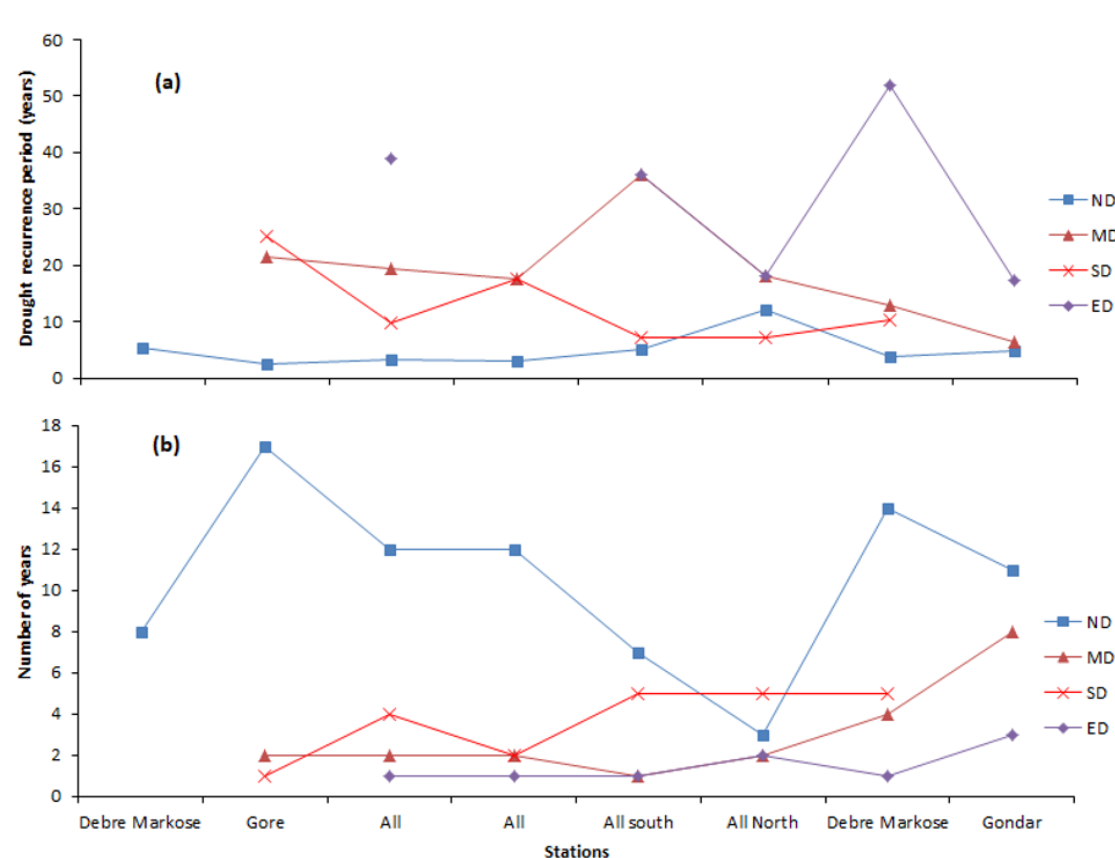 (a)
Drought recurrence period (years)
60
50
40
30
20
10
0
ND
MD
SD
ED
(b)
Number of years
18
16
14
12
10
8
6
4
2
0
ND
MD
SD
ED
Debre Markose Gore All All All south All North Debre Markose Gondar
Stations